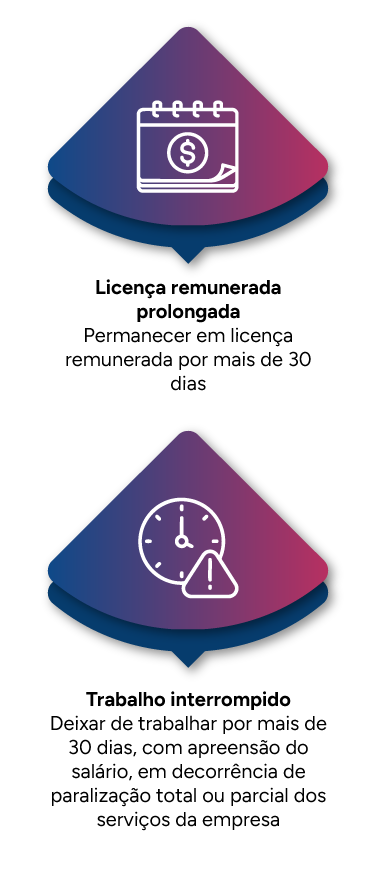 Licença remunerada
prolongada
Permanecer em licença
remunerada por mais de 30
dias
Trabalho interrompido
Deixar de trabalhar por mais de
30 dias, com apreensão do
salário, em decorrência de
paralização total ou parcial dos
serviços da empresa